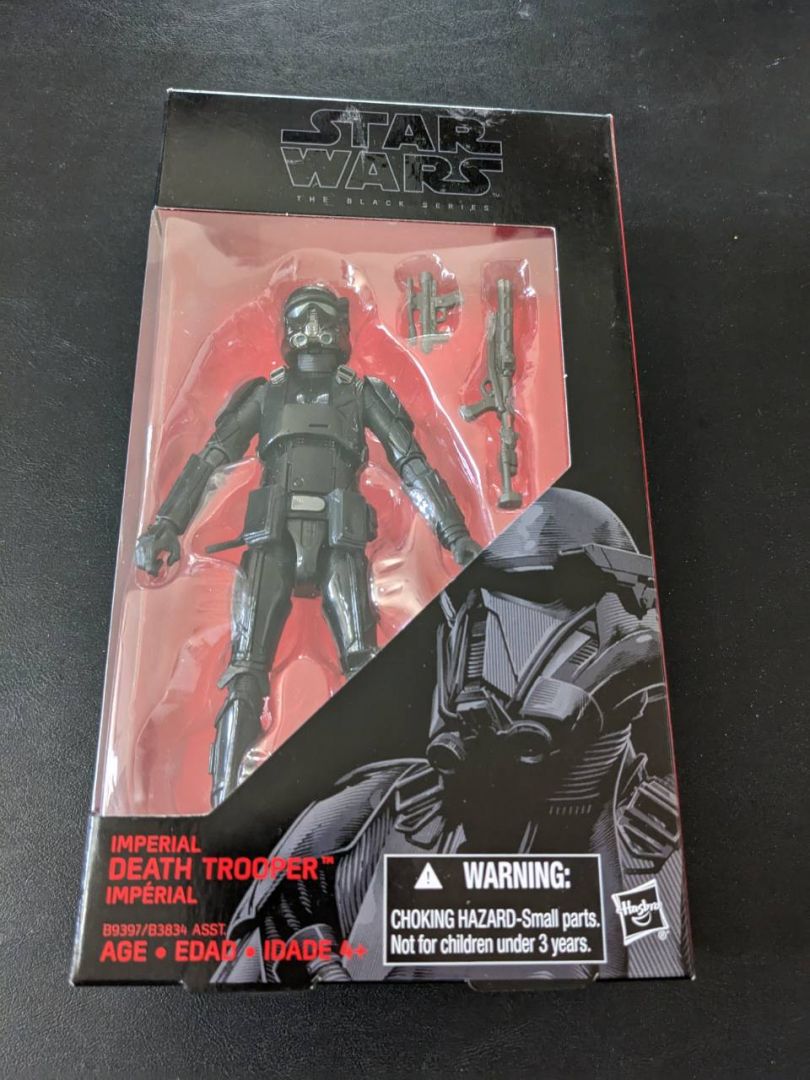 STAR
WARS™
THE BLACK SERIES
IMPERIAL
DEATH TROOPER™
IMPÉRIAL
B9397/B3834 ASST.
AGE • EDAD • IDADE 4+
WARNING:
CHOKING HAZARD-Small parts.
Not for children under 3 years.
Hasbro®